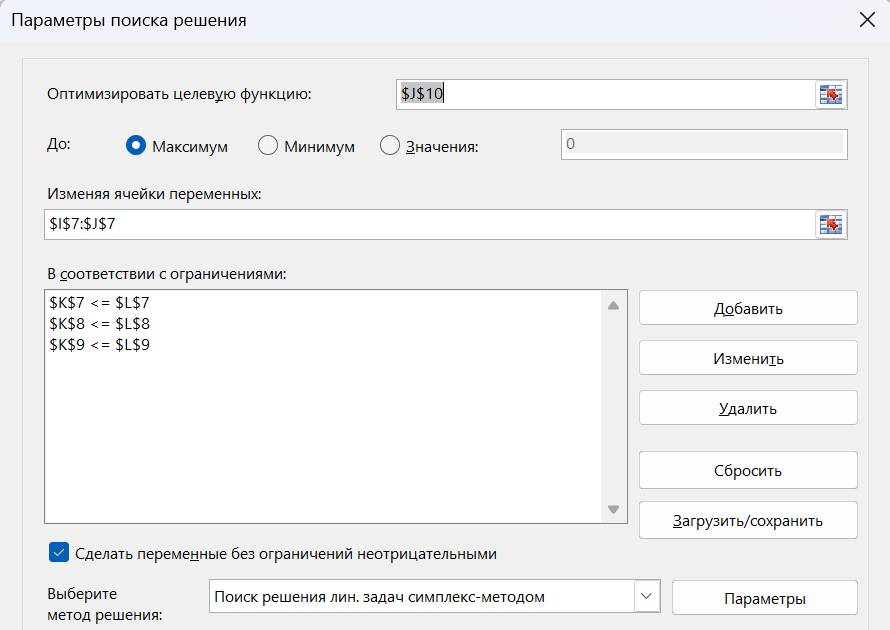 Параметры поиска решения
Оптимизировать целевую функцию:
$J$10
До:
Максимум
Минимум
Значения:
0
Изменяя ячейки переменных:
$I$7:$J$7
В соответствии с ограничениями:
$K$7 <= $L$7
$K$8 <= $L$8
$K$9 <= $L$9
Добавить
Изменить
Удалить
Сбросить
Загрузить/сохранить
Сделать переменные без ограничений неотрицательными
Выберите
метод решения:
Поиск решения лин. задач симплекс-методом
Параметры